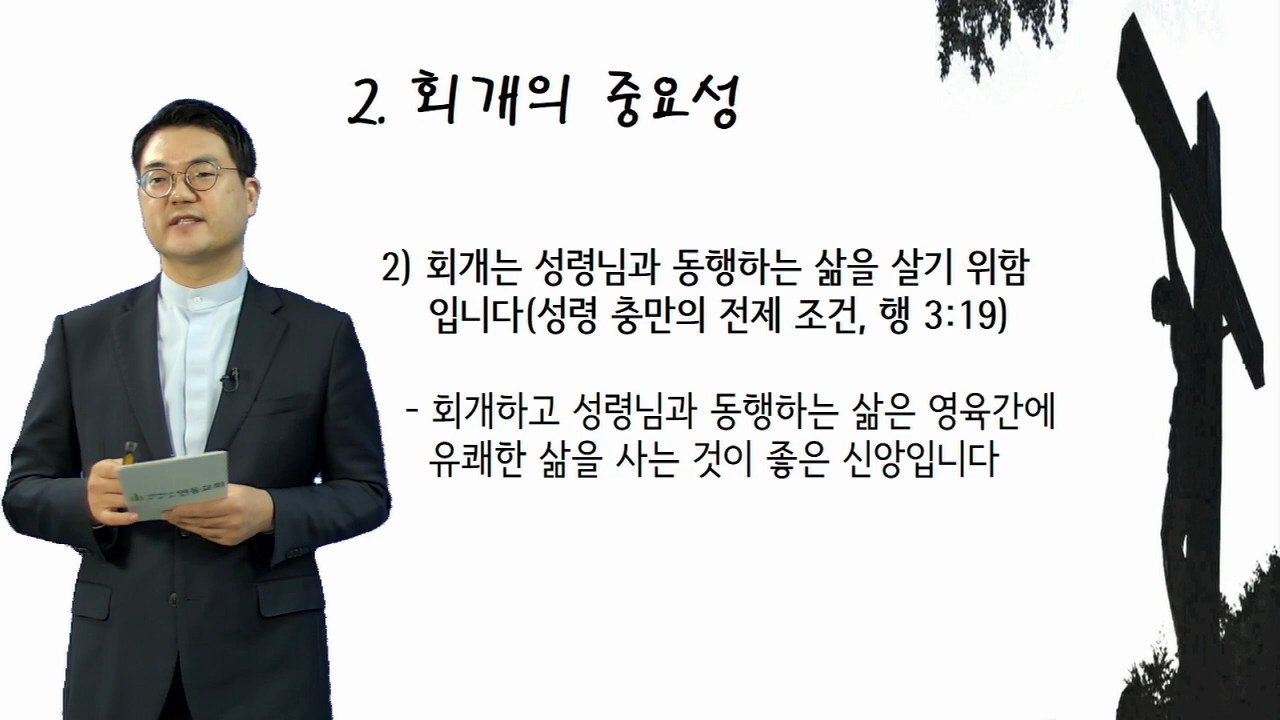 2. 회개의 중요성
2) 회개는 성령님과 동행하는 삶을 살기 위함
입니다(성령 충만의 전제 조건, 행 3:19)
- 회개하고 성령님과 동행하는 삶은 영육간에
유쾌한 삶을 사는 것이 좋은 신앙입니다